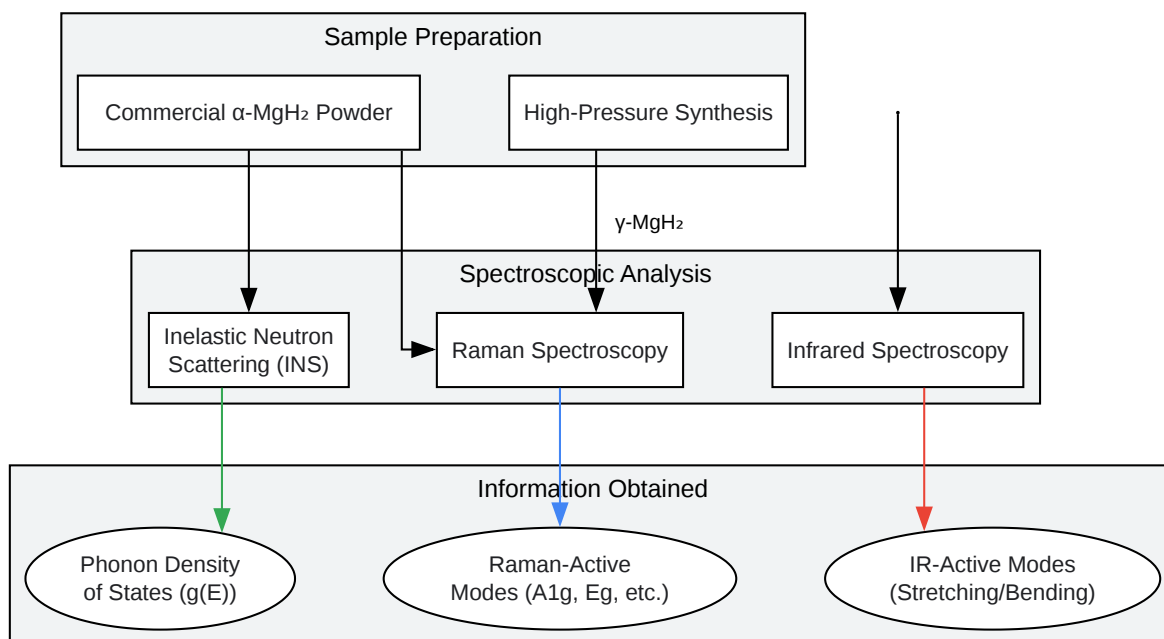 Sample Preparation
Commercial α-MgH₂ Powder
High-Pressure Synthesis
γ-MgH₂
Spectroscopic Analysis
Inelastic Neutron
Scattering (INS)
Raman Spectroscopy
Infrared Spectroscopy
Information Obtained
Phonon Density
of States (g(E))
Raman-Active
Modes (A1g, Eg, etc.)
IR-Active Modes
(Stretching/Bending)